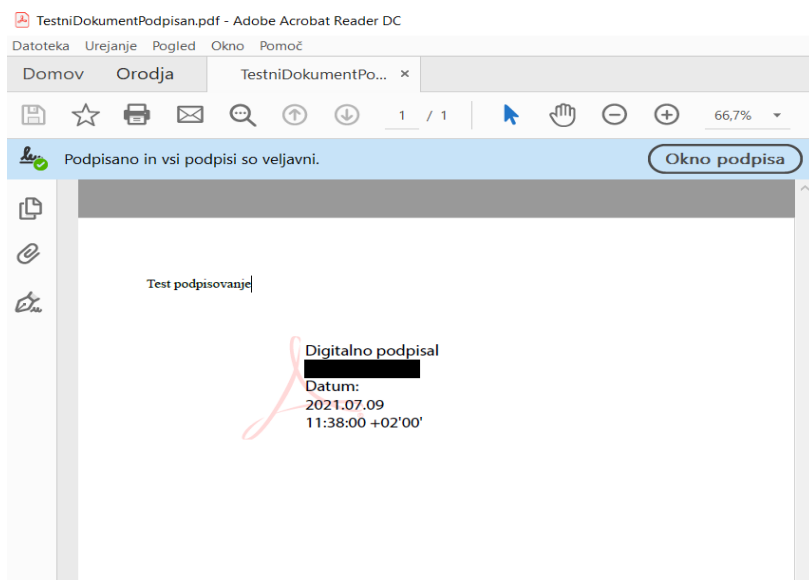 TestniDokumentPodpisan.pdf - Adobe Acrobat Reader DC
Datoteka Urejanje Pogled Okno Pomoč
Domov Orodja TestniDokumentPo... ×
1 / 1 66,7%
Podpisano in vsi podpisi so veljavni. Okno podpisa
Test podpisovanje
Digitalno podpisal
Datum:
2021.07.09
11:38:00 +02'00'